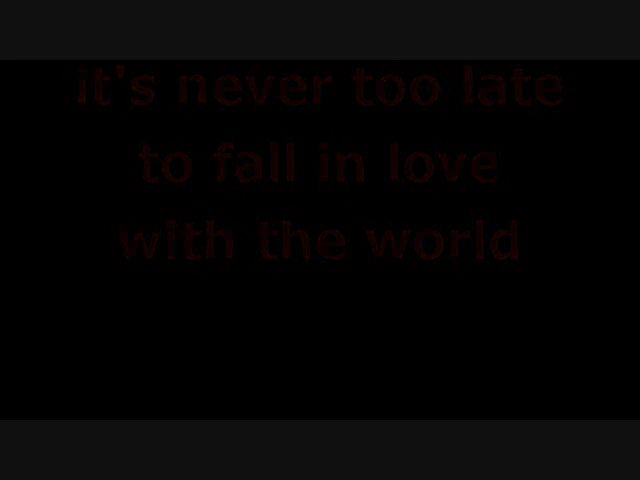 it's never too late
to fall in love
with the world